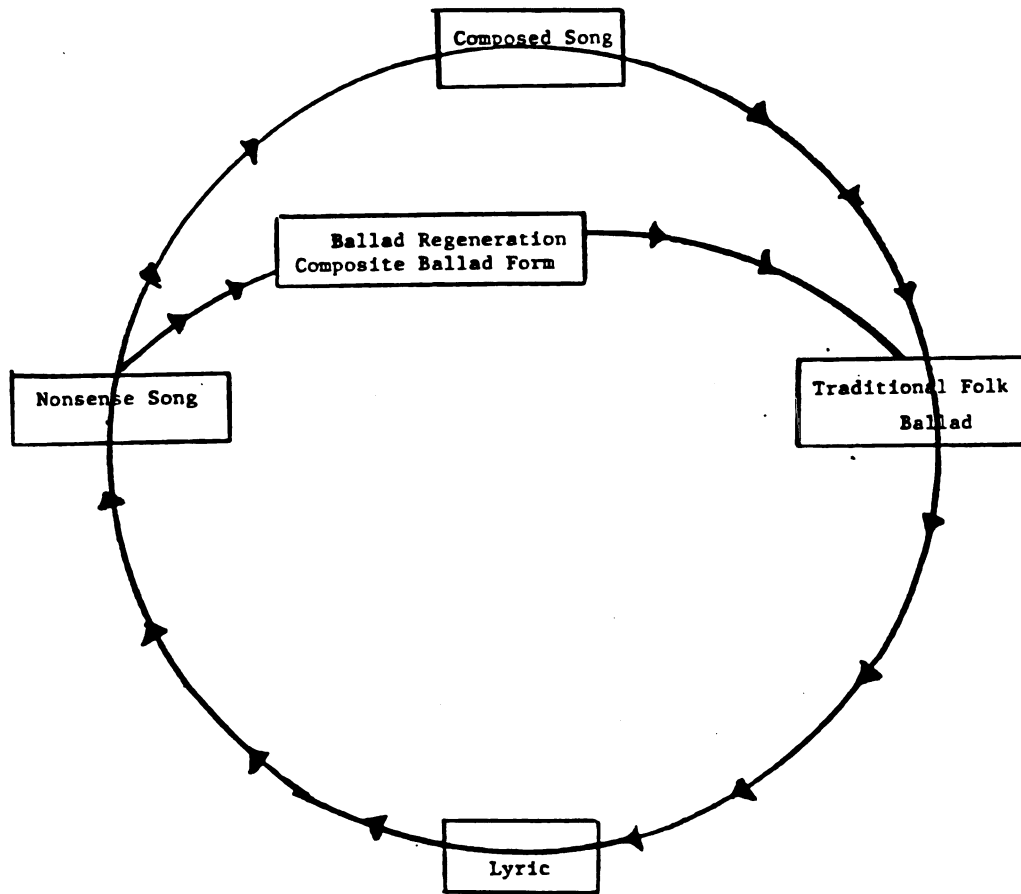 Composed Song
Ballad Regeneration
Composite Ballad Form
Nonsense Song
Traditional Folk
Ballad
Lyric